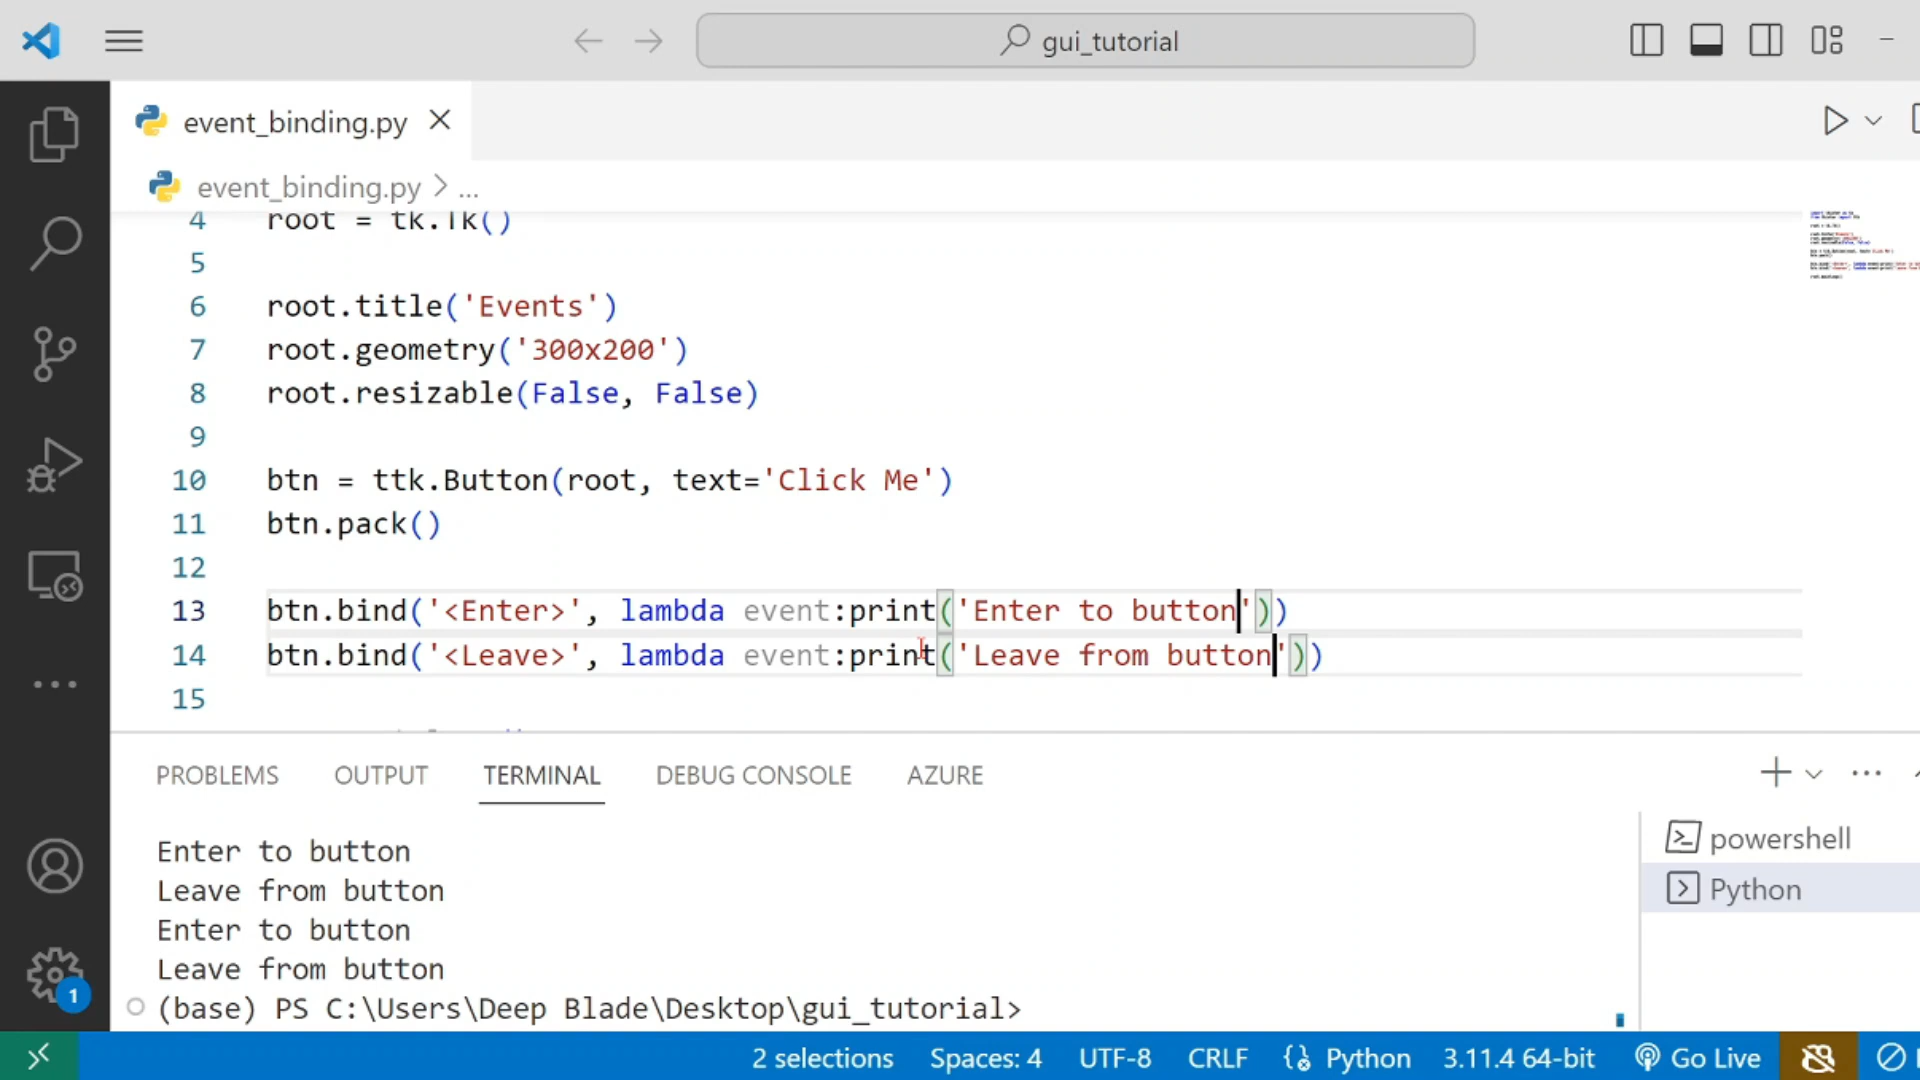 gui_tutorial
event_binding.py
event_binding.py > ...
4 root = tk.Tk()
5
6 root.title('Events')
7 root.geometry('300x200')
8 root.resizable(False, False)
9
10 btn = ttk.Button(root, text='Click Me')
11 btn.pack()
12
13 btn.bind('<Enter>', lambda event:print('Enter to button'))
14 btn.bind('<Leave>', lambda event:print('Leave from button'))
15
PROBLEMS OUTPUT TERMINAL DEBUG CONSOLE AZURE
Enter to button
Leave from button
Enter to button
Leave from button
(base) PS C:\Users\Deep Blade\Desktop\gui_tutorial>
powershell
Python
1
2 selections Spaces: 4 UTF-8 CRLF Python 3.11.4 64-bit Go Live